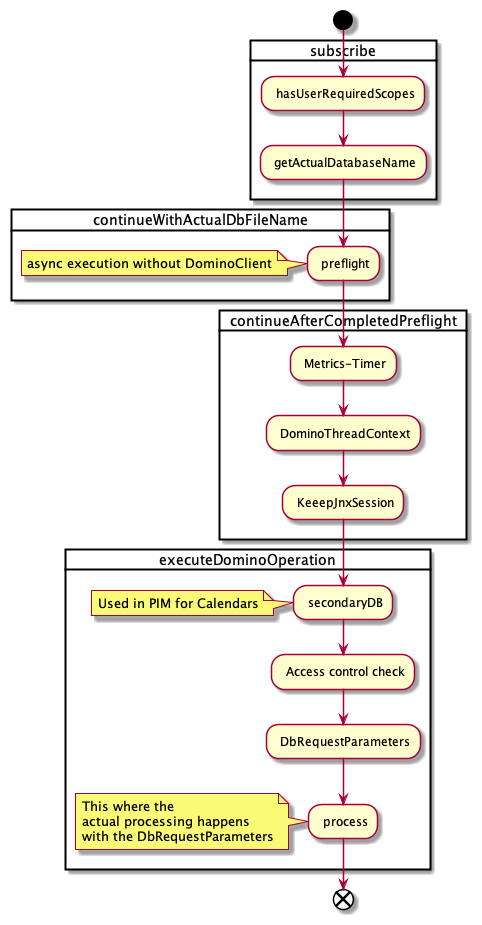 subscribe
hasUserRequiredScopes
getActualDatabaseName
continueWithActualDbFileName
async execution without DominoClient
preflight
continueAfterCompletedPreflight
Metrics-Timer
DominoThreadContext
KeeepJnxSession
executeDominoOperation
Used in PIM for Calendars
secondaryDB
Access control check
DbRequestParameters
This where the
actual processing happens
with the DbRequestParameters
process